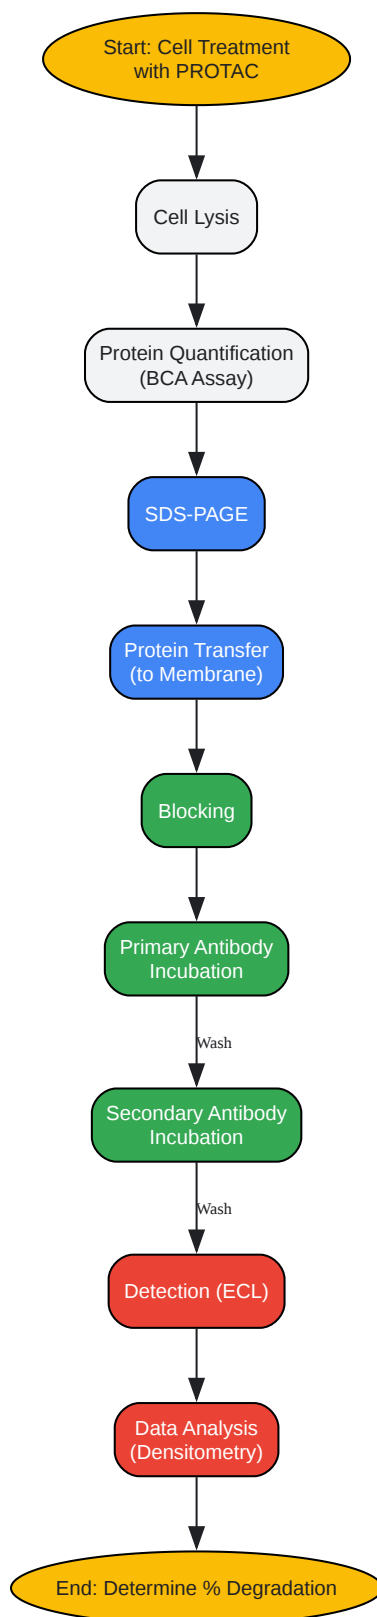 Start: Cell Treatment
with PROTAC
Cell Lysis
Protein Quantification
(BCA Assay)
SDS-PAGE
Protein Transfer
(to Membrane)
Blocking
Primary Antibody
Incubation
Wash
Secondary Antibody
Incubation
Wash
Detection (ECL)
Data Analysis
(Densitometry)
End: Determine % Degradation